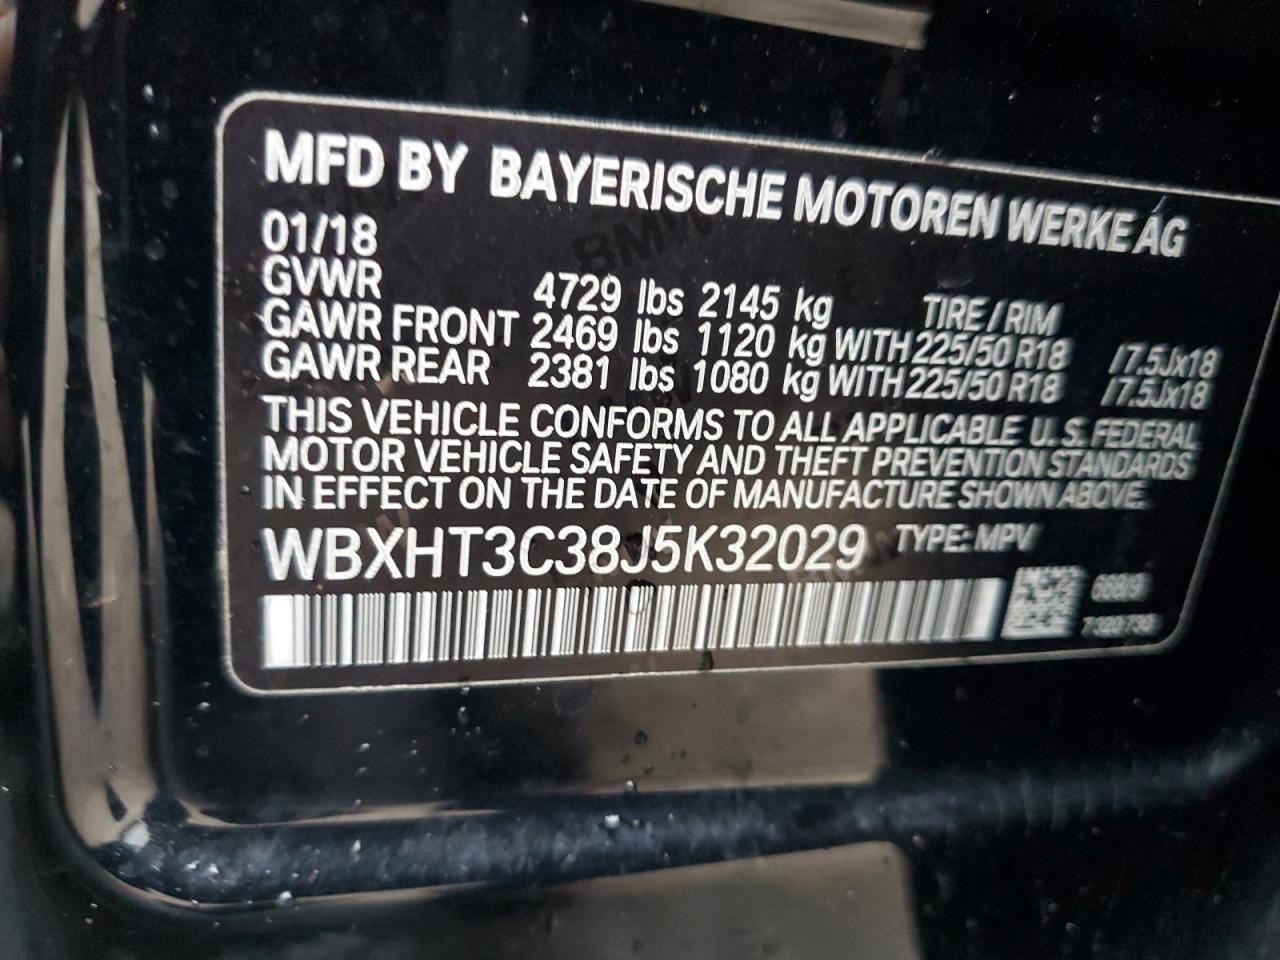 MFD BY BAYERISCHE MOTOREN WERKE AG
01/18
GVWR 4729 lbs 2145 kg TIRE / RIM
GAWR FRONT 2469 lbs 1120 kg WITH 225/50 R18 /7.5Jx18
GAWR REAR 2381 lbs 1080 kg WITH 225/50 R18 /7.5Jx18
THIS VEHICLE CONFORMS TO ALL APPLICABLE U.S. FEDERAL
MOTOR VEHICLE SAFETY AND THEFT PREVENTION STANDARDS
IN EFFECT ON THE DATE OF MANUFACTURE SHOWN ABOVE.
WBXHT3C38J5K32029 TYPE: MPV
7 320 730